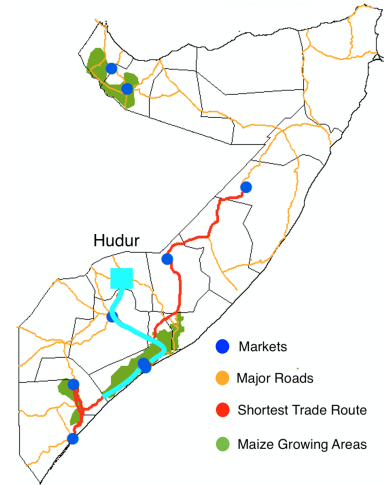 Hudur
Markets
Major Roads
Shortest Trade Route
Maize Growing Areas